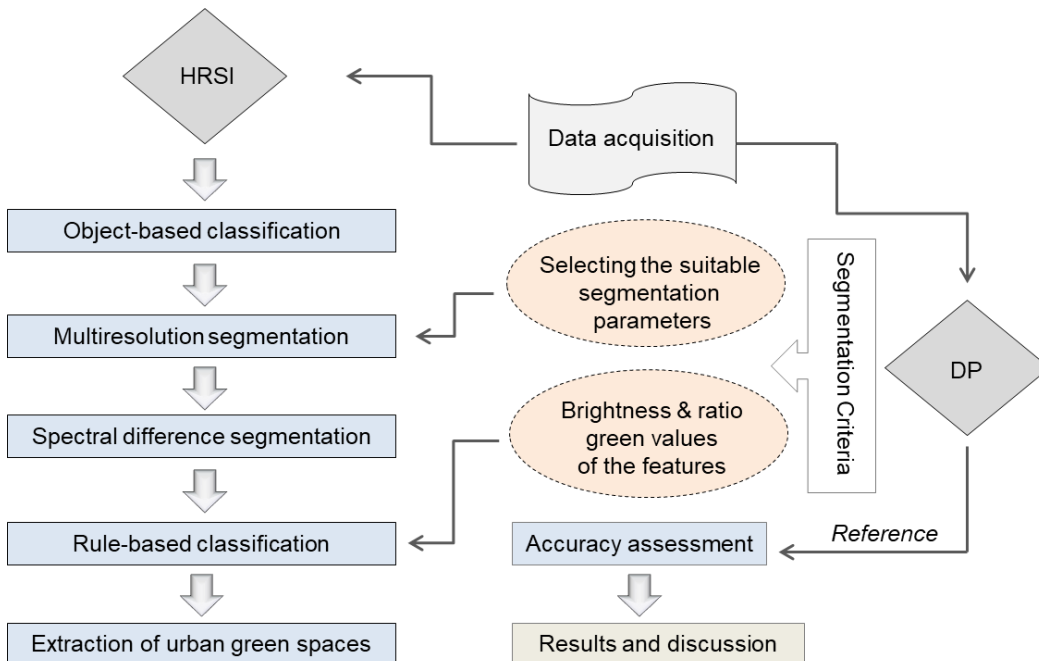 HRSI
Data acquisition
Object-based classification
Selecting the suitable
segmentation
parameters
Segmentation Criteria
Multiresolution segmentation
DP
Brightness & ratio
green values
of the features
Spectral difference segmentation
Rule-based classification
Accuracy assessment
Reference
Extraction of urban green spaces
Results and discussion